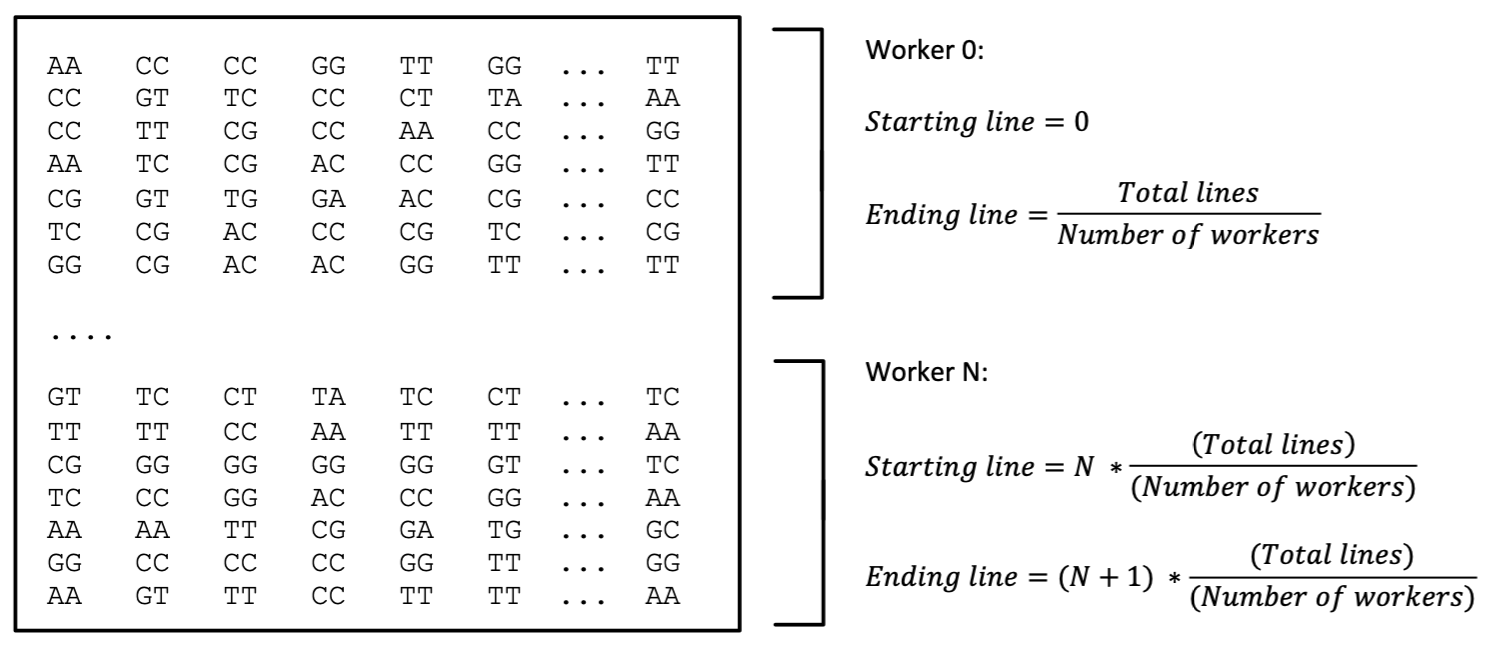 AA CC CC GG TT GG ... TT
CC GT TC CC CT TA ... AA
CC TT CG CC AA CC ... GG
AA TC CG AC CC GG ... TT
CG GT TG GA AC CG ... CC
TC CG AC CC CG TC ... CG
GG CG AC AC GG TT ... TT
....
GT TC CT TA TC CT ... TC
TT TT CC AA TT TT ... AA
CG GG GG GG GG GT ... TC
TC CC GG AC CC GG ... AA
AA AA TT CG GA TG ... GC
GG CC CC CC GG TT ... GG
AA GT TT CC TT TT ... AA
Worker 0:
Starting line = 0
Ending line = Total lines / Number of workers
Worker N:
Starting line = N * (Total lines) / (Number of workers)
Ending line = (N + 1) * (Total lines) / (Number of workers)